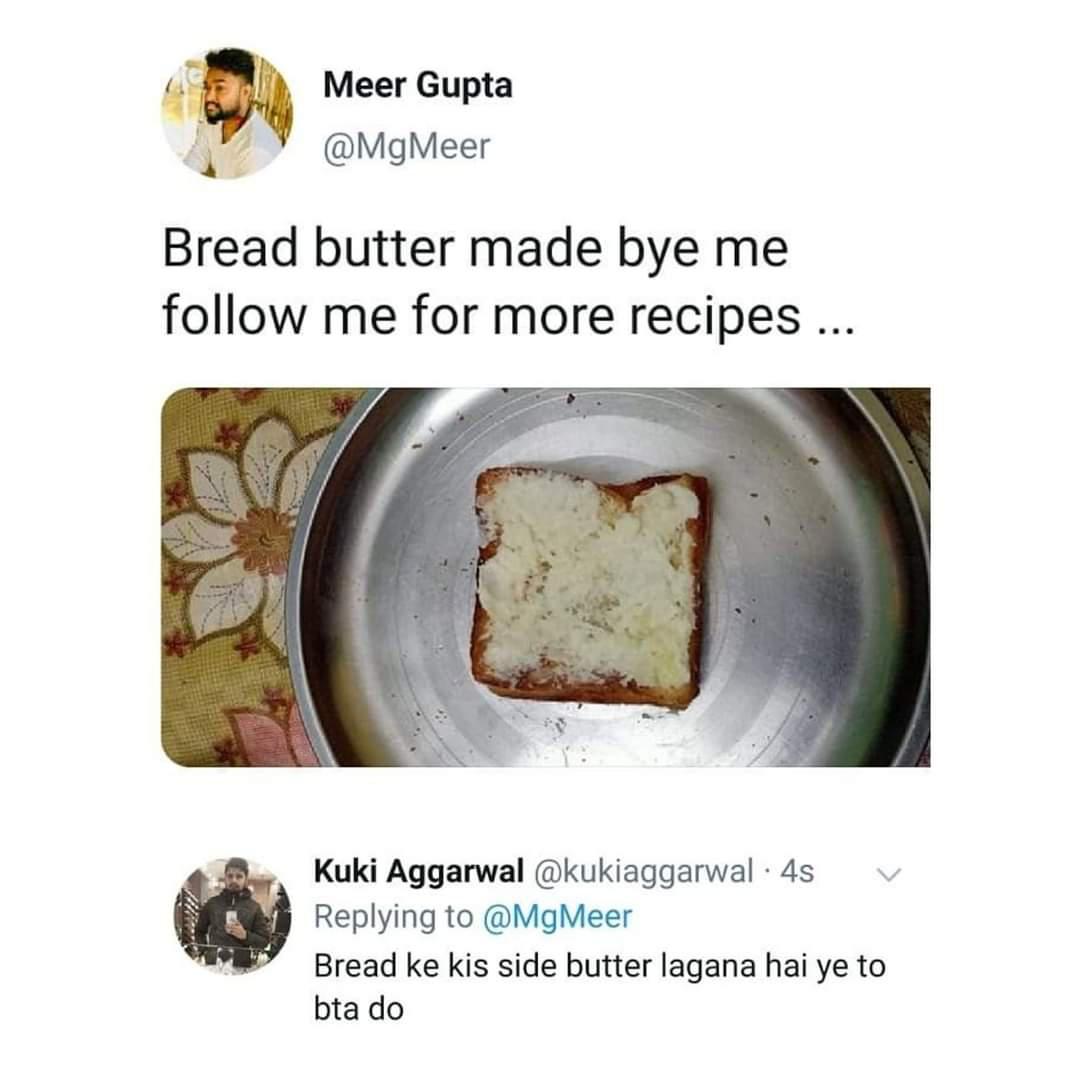 Meer Gupta
@MgMeer
Bread butter made bye me
follow me for more recipes ...
Kuki Aggarwal @kukiaggarwal · 4s
Replying to @MgMeer
Bread ke kis side butter lagana hai ye to
bta do